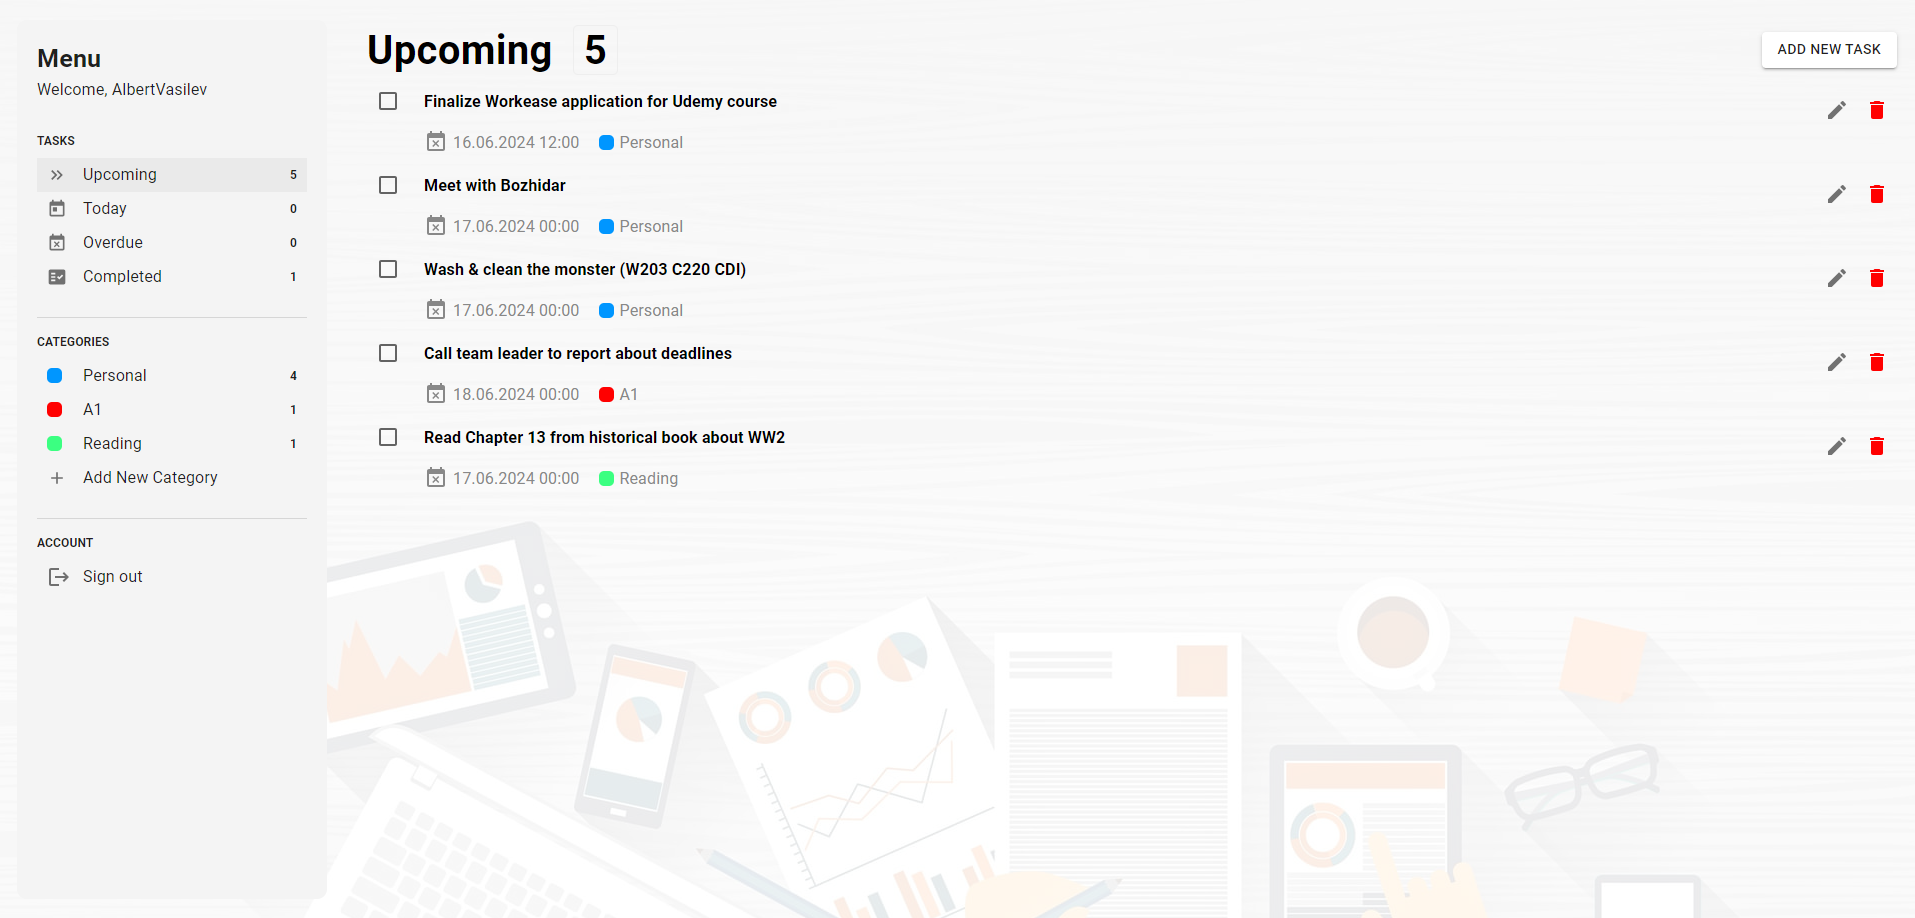 Menu
Welcome, AlbertVasilev
TASKS
Upcoming 5
Today 0
Overdue 0
Completed 1
CATEGORIES
Personal 4
A1 1
Reading 1
Add New Category
ACCOUNT
Sign out
Upcoming 5
ADD NEW TASK
Finalize Workease application for Udemy course
16.06.2024 12:00 Personal
Meet with Bozhidar
17.06.2024 00:00 Personal
Wash & clean the monster (W203 C220 CDI)
17.06.2024 00:00 Personal
Call team leader to report about deadlines
18.06.2024 00:00 A1
Read Chapter 13 from historical book about WW2
17.06.2024 00:00 Reading